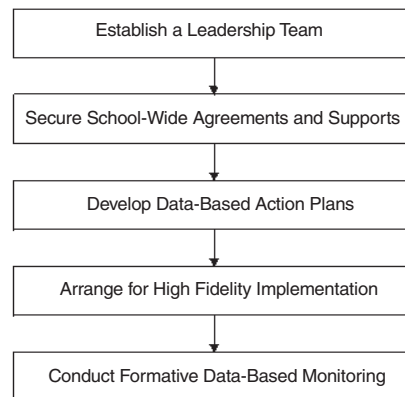 Establish a Leadership Team
Secure School-Wide Agreements and Supports
Develop Data-Based Action Plans
Arrange for High Fidelity Implementation
Conduct Formative Data-Based Monitoring